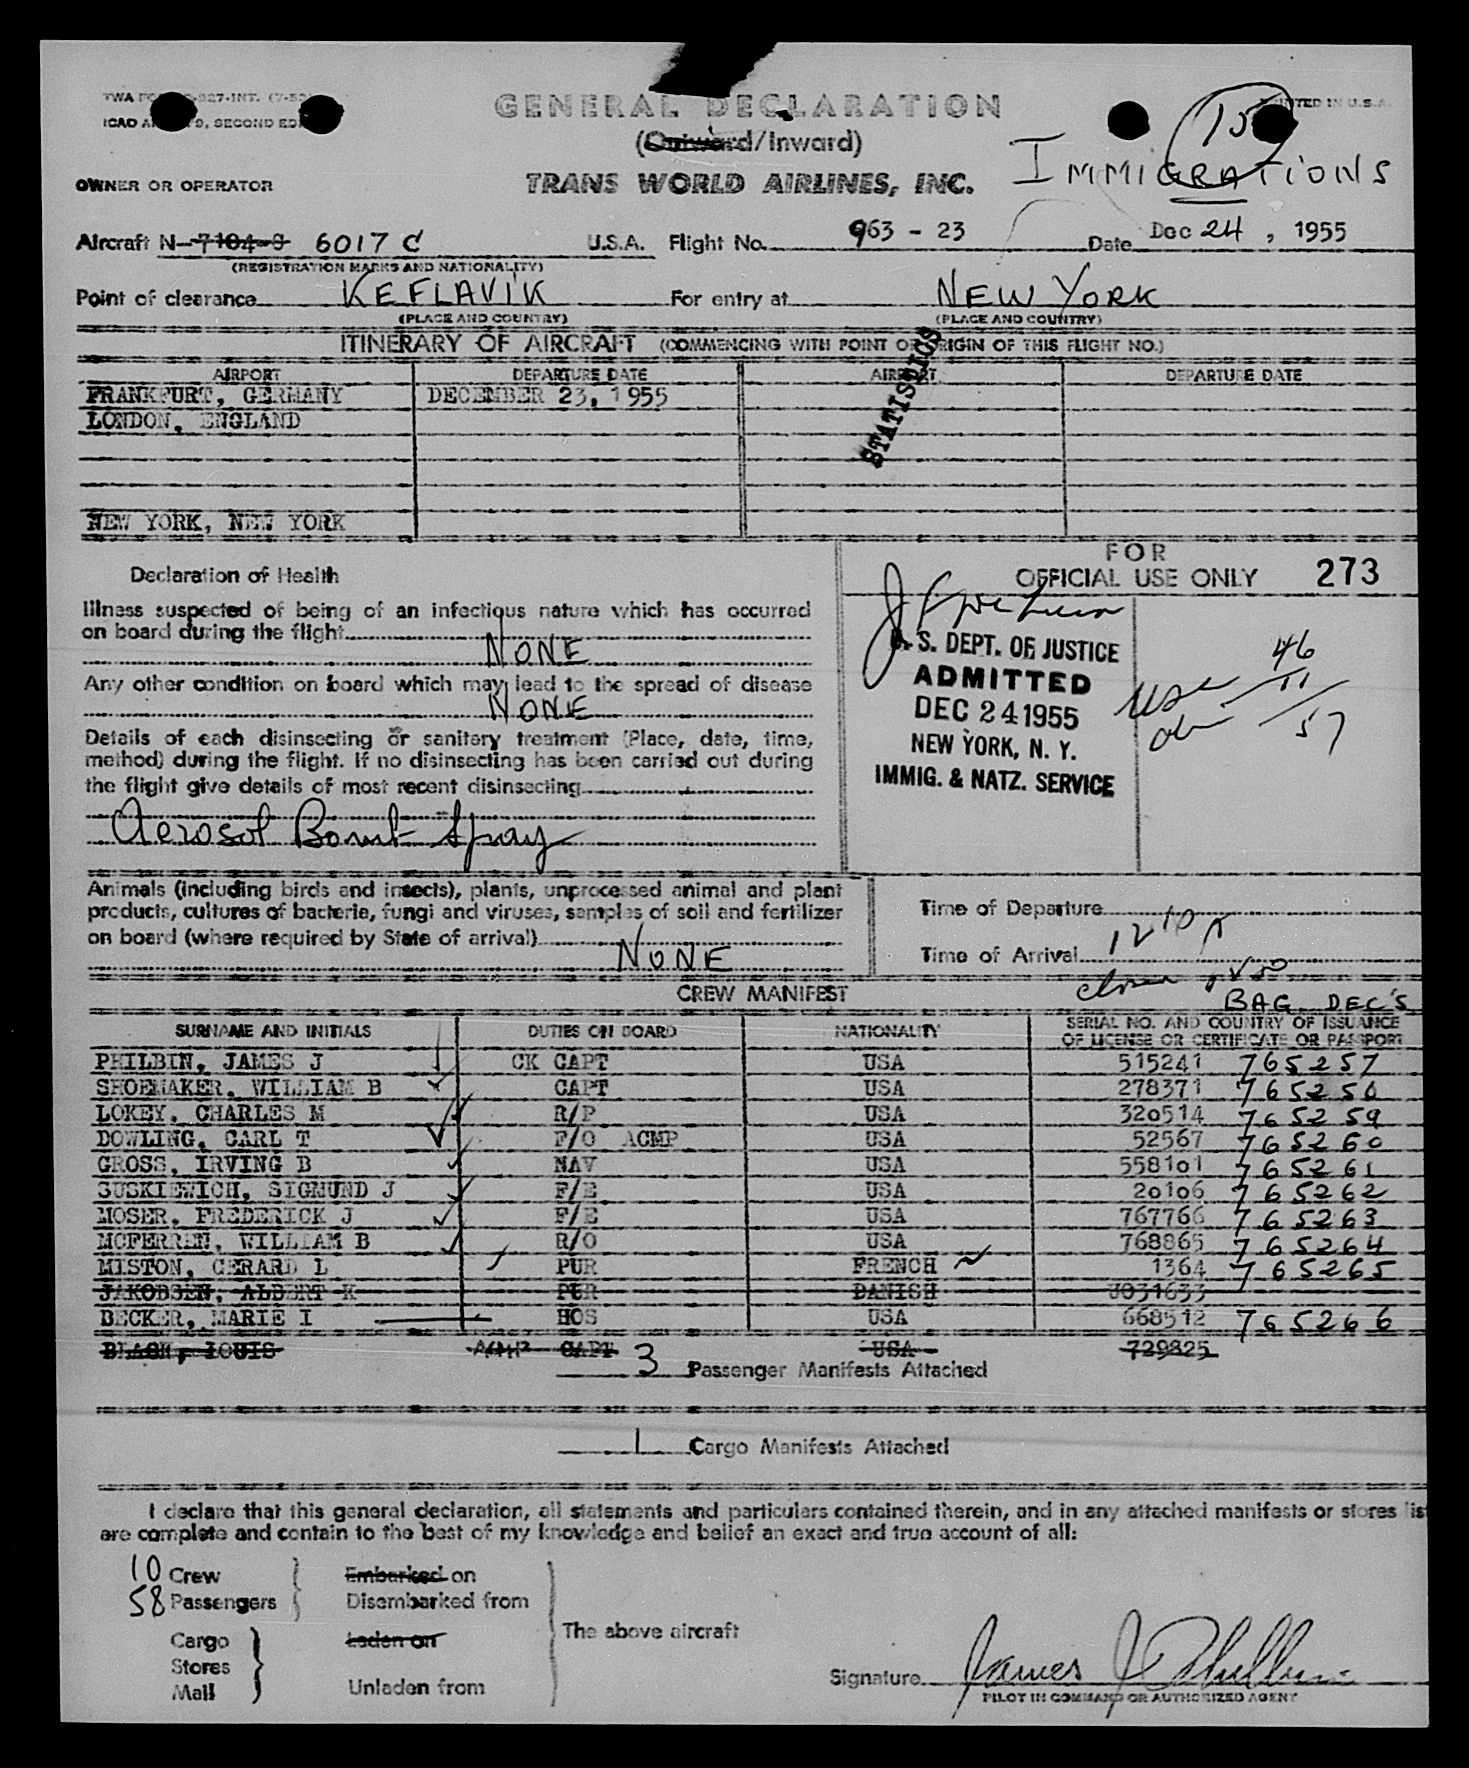 GENERAL DECLARATION
(Outward/Inward)
15
IMMIGRATIONS
OWNER OR OPERATOR
TRANS WORLD AIRLINES, INC.
Aircraft N-7104-C 6017 C U.S.A. Flight No. 963 - 23 Date Dec 24, 1955
(REGISTRATION MARKS AND NATIONALITY)
Point of clearance KEFLAVIK For entry at NEW YORK
(PLACE AND COUNTRY) (PLACE AND COUNTRY)
ITINERARY OF AIRCRAFT (COMMENCING WITH POINT OF ORIGIN OF THIS FLIGHT NO.)
STATISTICS
AIRPORT DEPARTURE DATE AIRPORT DEPARTURE DATE
FRANKFURT, GERMANY DECEMBER 23, 1955
LONDON, ENGLAND
NEW YORK, NEW YORK
Declaration of Health
Illness suspected of being of an infectious nature which has occurred
on board during the flight
NONE
Any other condition on board which may lead to the spread of disease
NONE
Details of each disinsecting or sanitary treatment (Place, date, time,
method) during the flight. If no disinsecting has been carried out during
the flight give details of most recent disinsecting
Aerosol Bomb Spray
FOR
OFFICIAL USE ONLY 273
U.S. DEPT. OF JUSTICE
ADMITTED
DEC 24 1955
NEW YORK, N. Y.
IMMIG. & NATZ. SERVICE
46
usc 11
57
Animals (including birds and insects), plants, unprocessed animal and plant
products, cultures of bacteria, fungi and viruses, samples of soil and fertilizer
on board (where required by State of arrival) NONE
Time of Departure
Time of Arrival 12 10
CREW MANIFEST
BAG. DEC'S
SURNAME AND INITIALS DUTIES ON BOARD NATIONALITY SERIAL NO. AND COUNTRY OF ISSUANCE
OF LICENSE OR CERTIFICATE OR PASSPORT
PHILBIN, JAMES J CK CAPT USA 515241 765257
SHOEMAKER, WILLIAM B CAPT USA 278371 765258
LOKEY, CHARLES M R/P USA 320514 765259
DOWLING, CARL T F/O ACMP USA 52567 765260
GROSS, IRVING B NAV USA 558101 765261
SUSKIEWICH, SIGMUND J F/E USA 20106 765262
MOSER, FREDERICK J F/E USA 767766 765263
MCFERREN, WILLIAM B R/O USA 768865 765264
MISTON, GERARD L PUR FRENCH 1364 765265
JAKOBSEN, ALBERT K PUR DANISH J031633
BECKER, MARIE I HOS USA 668512 765266
BLACK, LOUIS ACMP CAPT USA 729825
3 Passenger Manifests Attached
1 Cargo Manifests Attached
I declare that this general declaration, all statements and particulars contained therein, and in any attached manifests or stores lis
are complete and contain to the best of my knowledge and belief an exact and true account of all:
10 Crew Embarked on
58 Passengers Disembarked from
The above aircraft
Cargo Laden on
Stores
Mail Unladen from
Signature James J Philbin
PILOT IN COMMAND OR AUTHORIZED AGENT